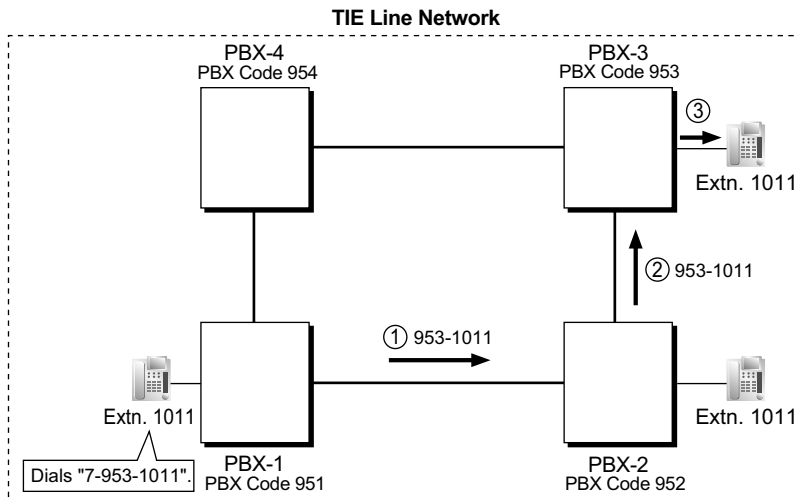 TIE Line Network
PBX-4
PBX Code 954
PBX-3
PBX Code 953
③
Extn. 1011
② 953-1011
① 953-1011
Extn. 1011
Extn. 1011
Dials "7-953-1011".
PBX-1
PBX Code 951
PBX-2
PBX Code 952